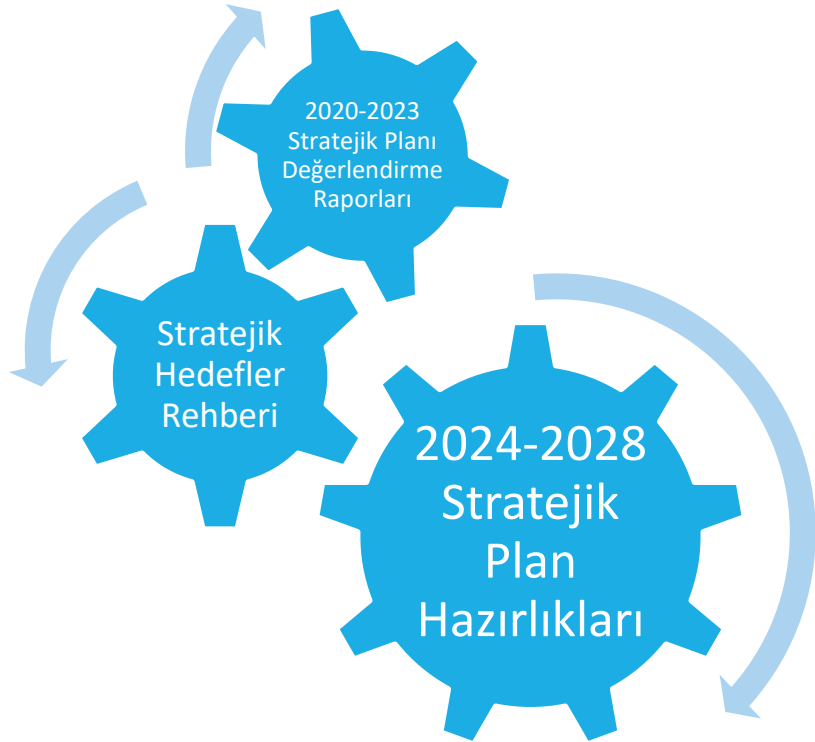 2020-2023
Stratejik Planı
Değerlendirme
Raporları
Stratejik
Hedefler
Rehberi
2024-2028
Stratejik
Plan
Hazırlıkları